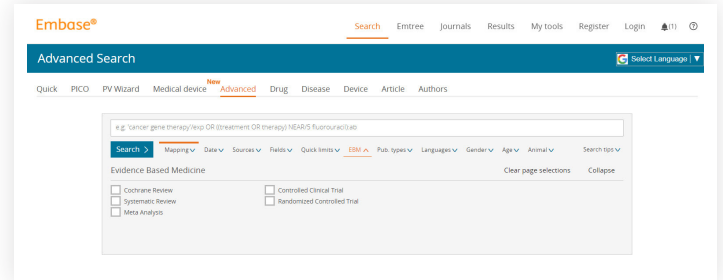 Embase®
Search Emtree Journals Results My tools Register Login (1)
Advanced Search
G Select Language ▼
New
Quick PICO PV Wizard Medical device Advanced Drug Disease Device Article Authors
e.g. 'cancer gene therapy'/exp OR ((treatment OR therapy) NEAR/5 fluorouracil):ab
Search > Mapping Date Sources Fields Quick limits EBM Pub. types Languages Gender Age Animal Search tips
Evidence Based Medicine Clear page selections Collapse
Cochrane Review Controlled Clinical Trial
Systematic Review Randomized Controlled Trial
Meta Analysis